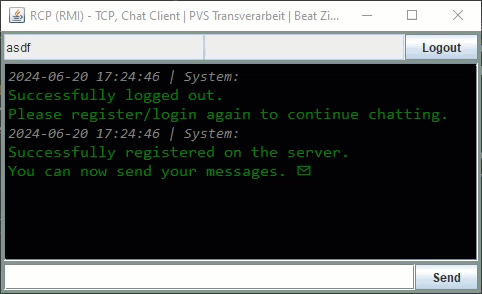 RCP (RMI) - TCP, Chat Client | PVS Transverarbeit | Beat Zi...
asdf
Logout
2024-06-20 17:24:46 | System:
Successfully logged out.
Please register/login again to continue chatting.
2024-06-20 17:24:46 | System:
Successfully registered on the server.
You can now send your messages. ✉
Send